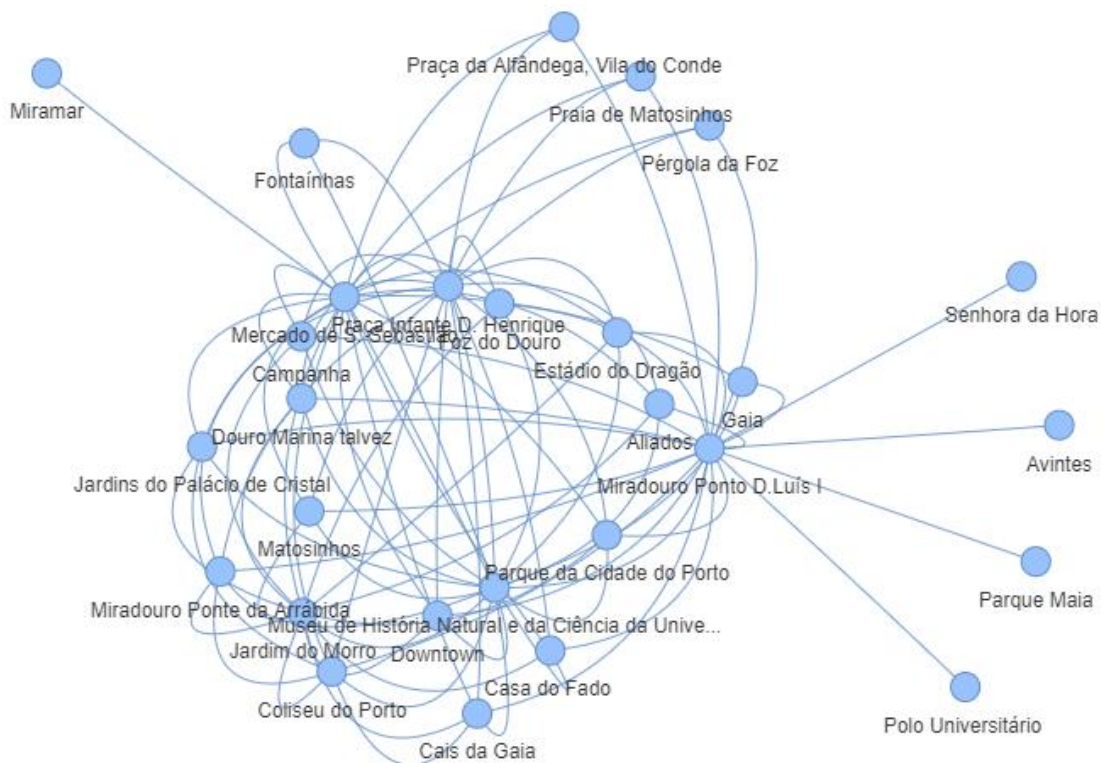 Praça da Alfândega, Vila do Conde
Miramar
Praia de Matosinhos
Pérgola da Foz
Fontaínhas
Senhora da Hora
Praça Infante D. Henrique
Mercado de S. Sebastião
Foz do Douro
Estádio do Dragão
Campanha
Gaia
Douro Marina talvez
Aliados
Avintes
Jardins do Palácio de Cristal
Miradouro Ponto D.Luís I
Matosinhos
Parque da Cidade do Porto
Parque Maia
Miradouro Ponte da Arrábida
Museu de História Natural e da Ciência da Unive...
Jardim do Morro
Downtown
Casa do Fado
Coliseu do Porto
Polo Universitário
Cais da Gaia